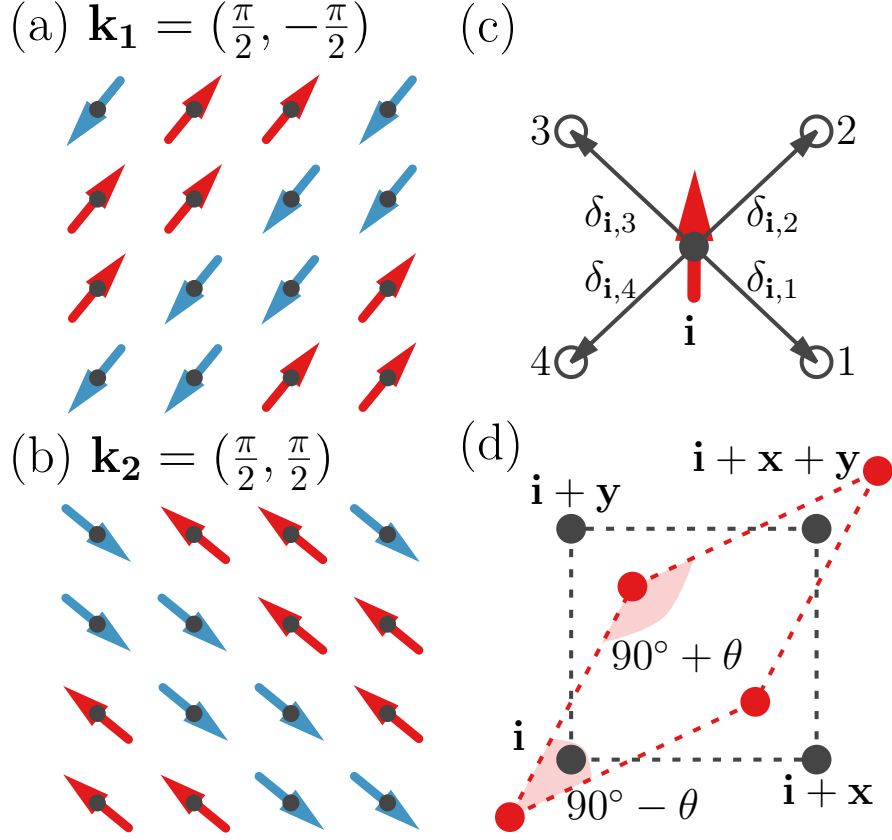 (a) k₁ = (π/2, −π/2)
(b) k₂ = (π/2, π/2)
(c)
3
2
δᵢ,₃
δᵢ,₂
δᵢ,₄
δᵢ,₁
i
4
1
(d)
i + x + y
i + y
90° + θ
i
i + x
90° − θ